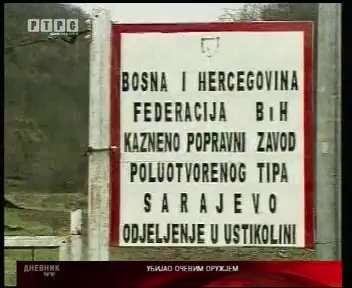 РТРС
BOSNA I HERCEGOVINA
FEDERACIJA BiH
KAZNENO POPRAVNI ZAVOD
POLUOTVORENOG TIPA
SARAJEVO
ODJELJENJE U USTIKOLINI
ДНЕВНИК
УБИЈАО ОЧЕВИМ ОРУЖЈЕМ